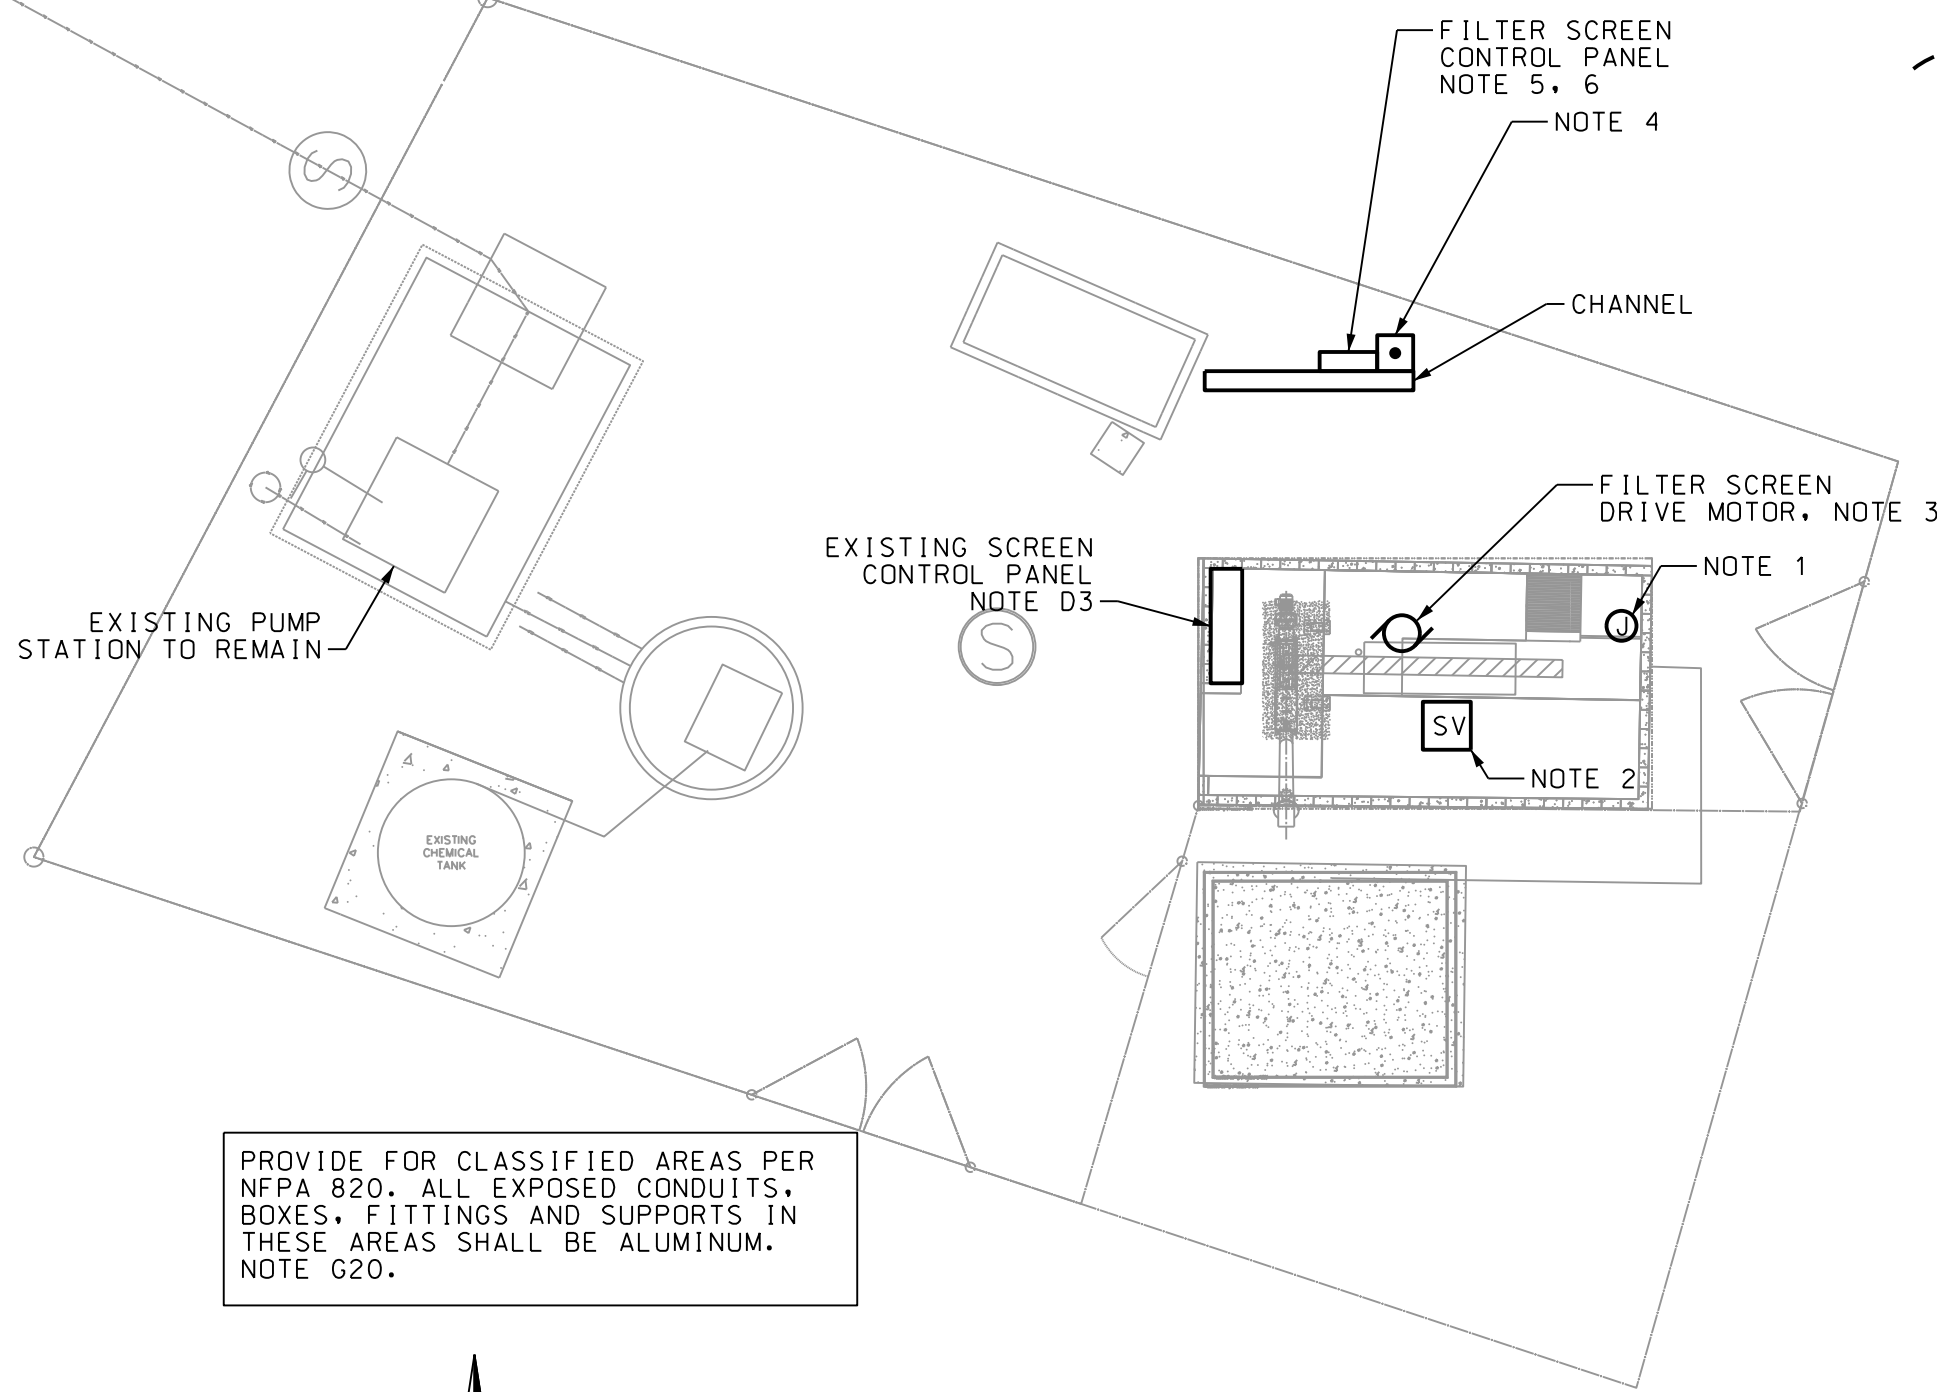 FILTER SCREEN
CONTROL PANEL
NOTE 5, 6
NOTE 4
S
CHANNEL
FILTER SCREEN
DRIVE MOTOR, NOTE 3
EXISTING SCREEN
CONTROL PANEL
NOTE D3
NOTE 1
EXISTING PUMP
STATION TO REMAIN
S
J
SV
NOTE 2
EXISTING
CHEMICAL
TANK
PROVIDE FOR CLASSIFIED AREAS PER
NFPA 820. ALL EXPOSED CONDUITS,
BOXES, FITTINGS AND SUPPORTS IN
THESE AREAS SHALL BE ALUMINUM.
NOTE G20.